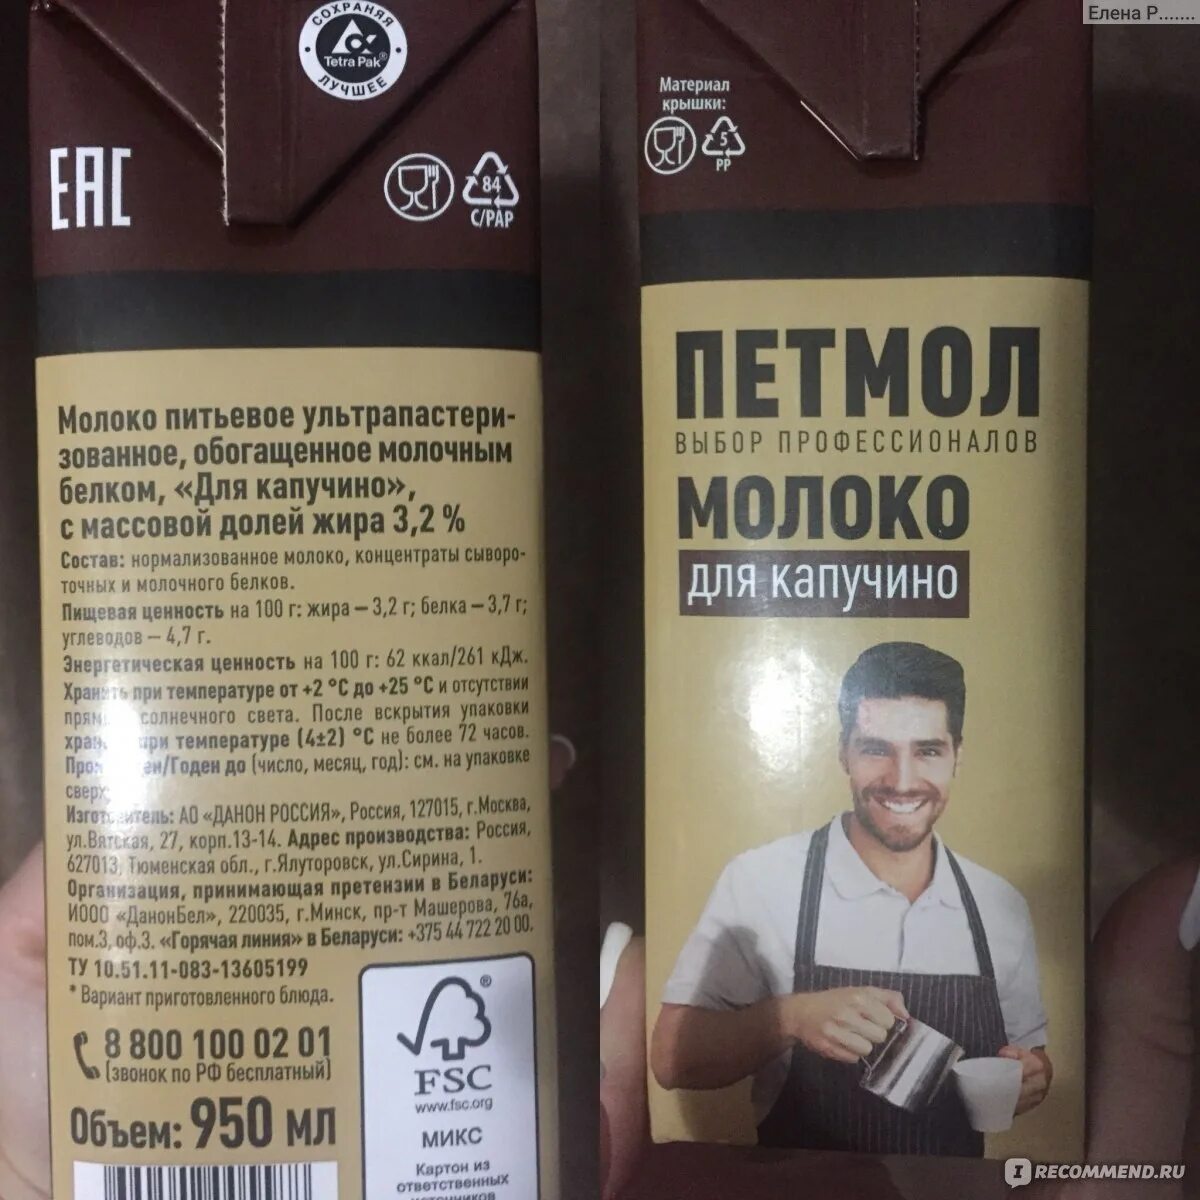 СОХРАНЯЯ
Tetra Pak®
ЛУЧШЕЕ
EAC
84
C/PAP
Молоко питьевое ультрапастери-
зованное, обогащенное молочным
белком, «Для капучино»,
с массовой долей жира 3,2 %
Состав: нормализованное молоко, концентраты сыворо-
точных и молочного белков.
Пищевая ценность на 100 г: жира – 3,2 г; белка – 3,7 г;
углеводов – 4,7 г.
Энергетическая ценность на 100 г: 62 ккал/261 кДж.
Хранить при температуре от +2 °С до +25 °С и отсутствии
солнечного света. После вскрытия упаковки
при температуре (4±2) °С не более 72 часов.
/Годен до (число, месяц, год): см. на упаковке
сверху
Изготовитель: АО «ДАНОН РОССИЯ», Россия, 127015, г.Москва,
ул.Вятская, 27, корп.13-14. Адрес производства: Россия,
627013, Тюменская обл., г.Ялуторовск, ул.Сирина, 1.
Организация, принимающая претензии в Беларуси:
ИООО «ДанонБел», 220035, г.Минск, пр-т Машерова, 76а,
пом.3, оф.3. «Горячая линия» в Беларуси: +375 44 722 20 00.
ТУ 10.51.11-083-13605199
* Вариант приготовленного блюда.
8 800 100 02 01
(звонок по РФ бесплатный)
Объем: 950 мл
®
FSC
www.fsc.org
МИКС
Картон из
ответственных
источников
Елена Р.......
Материал
крышки:
5
PP
ПЕТМОЛ
ВЫБОР ПРОФЕССИОНАЛОВ
МОЛОКО
ДЛЯ КАПУЧИНО
IRECOMMEND.RU